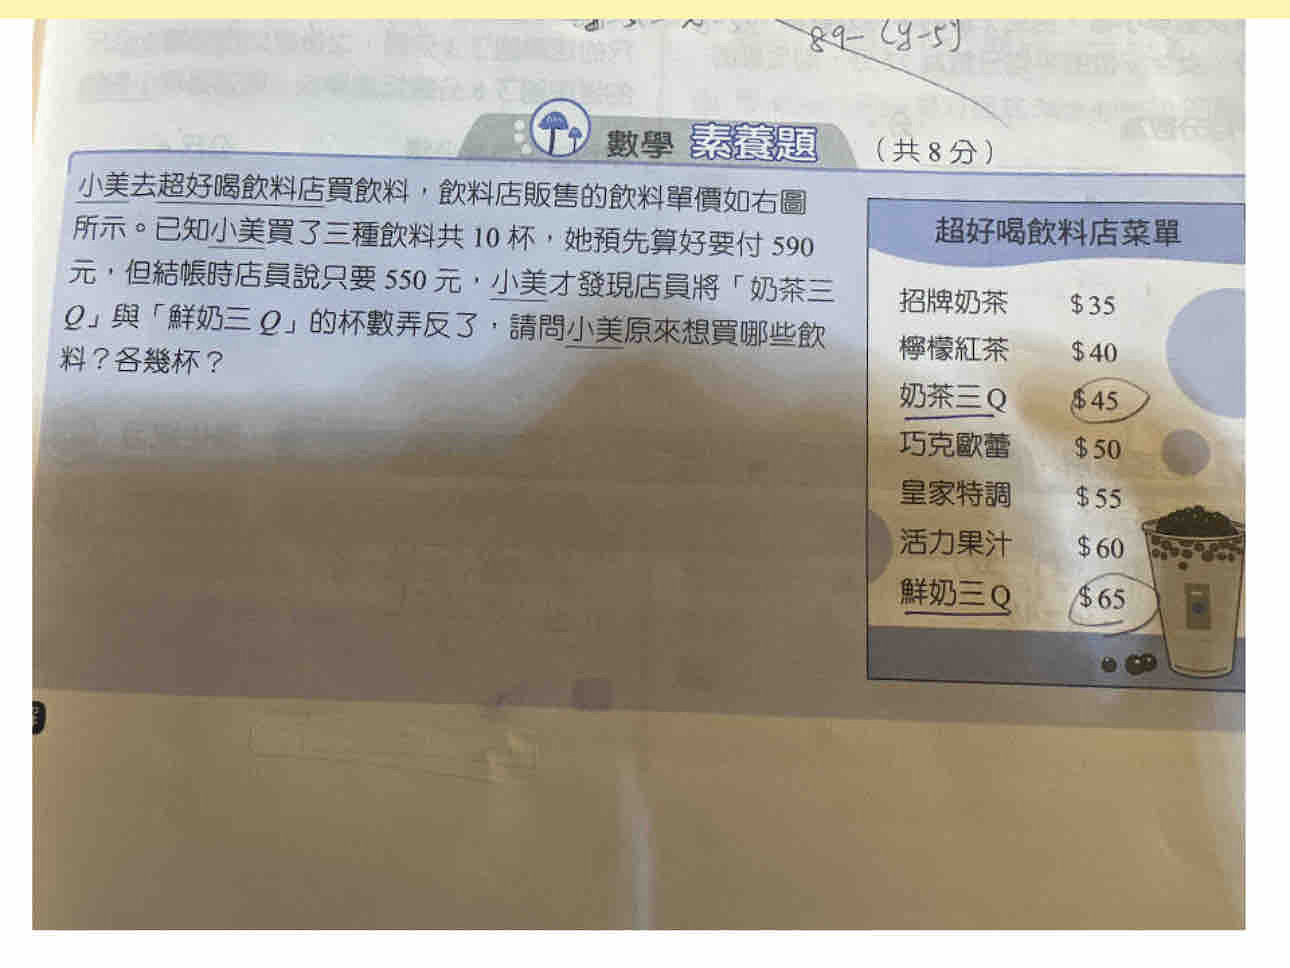 89-(y-5)
數學 素養題 (共8分)
小美去超好喝飲料店買飲料，飲料店販售的飲料單價如右圖
所示。已知小美買了三種飲料共 10 杯，她預先算好要付 590
元，但結帳時店員說只要 550 元，小美才發現店員將「奶茶三
Q」與「鮮奶三 Q」的杯數弄反了，請問小美原來想買哪些飲
料？各幾杯？
超好喝飲料店菜單
招牌奶茶 $35
檸檬紅茶 $40
奶茶三Q $45
巧克歐蕾 $50
皇家特調 $55
活力果汁 $60
鮮奶三Q $65